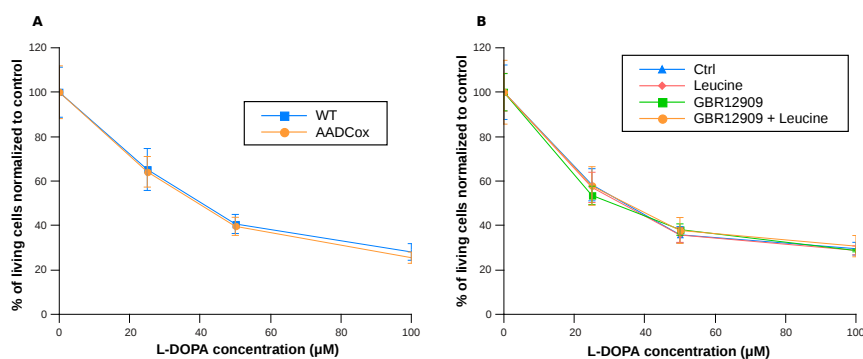 A
% of living cells normalized to control
120
100
80
60
40
20
0
0
20
40
60
80
100
L-DOPA concentration (µM)
WT
AADCox
B
% of living cells normalized to control
120
100
80
60
40
20
0
0
20
40
60
80
100
L-DOPA concentration (µM)
Ctrl
Leucine
GBR12909
GBR12909 + Leucine